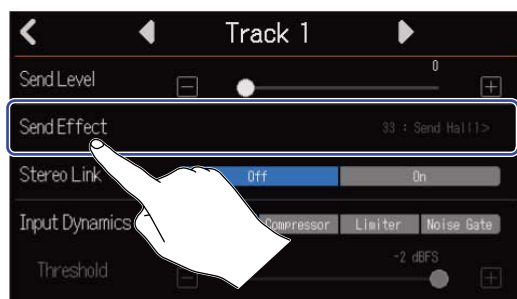 Track 1
Send Level 0
Send Effect 33 : Send Hall1>
Stereo Link Off On
Input Dynamics Compressor Limiter Noise Gate
Threshold -2 dBFS